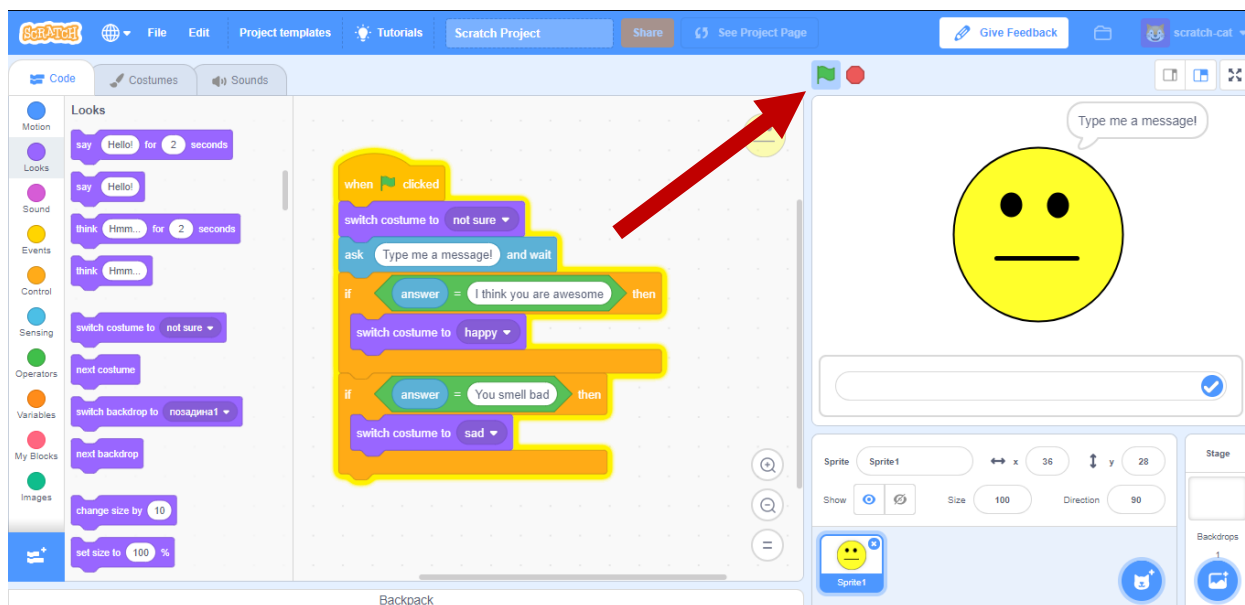 SCRATCH File Edit Project templates Tutorials Scratch Project Share See Project Page Give Feedback scratch-cat
Code Costumes Sounds
Motion
Looks
Sound
Events
Control
Sensing
Operators
Variables
My Blocks
Images
Looks
say Hello! for 2 seconds
say Hello!
think Hmm... for 2 seconds
think Hmm...
switch costume to not sure
next costume
switch backdrop to позадина1
next backdrop
change size by 10
set size to 100 %
when clicked
switch costume to not sure
ask Type me a message! and wait
if answer = I think you are awesome then
switch costume to happy
if answer = You smell bad then
switch costume to sad
Backpack
Type me a message!
Sprite Sprite1 x 36 y 28
Show Size 100 Direction 90
Sprite1
Stage
Backdrops
1